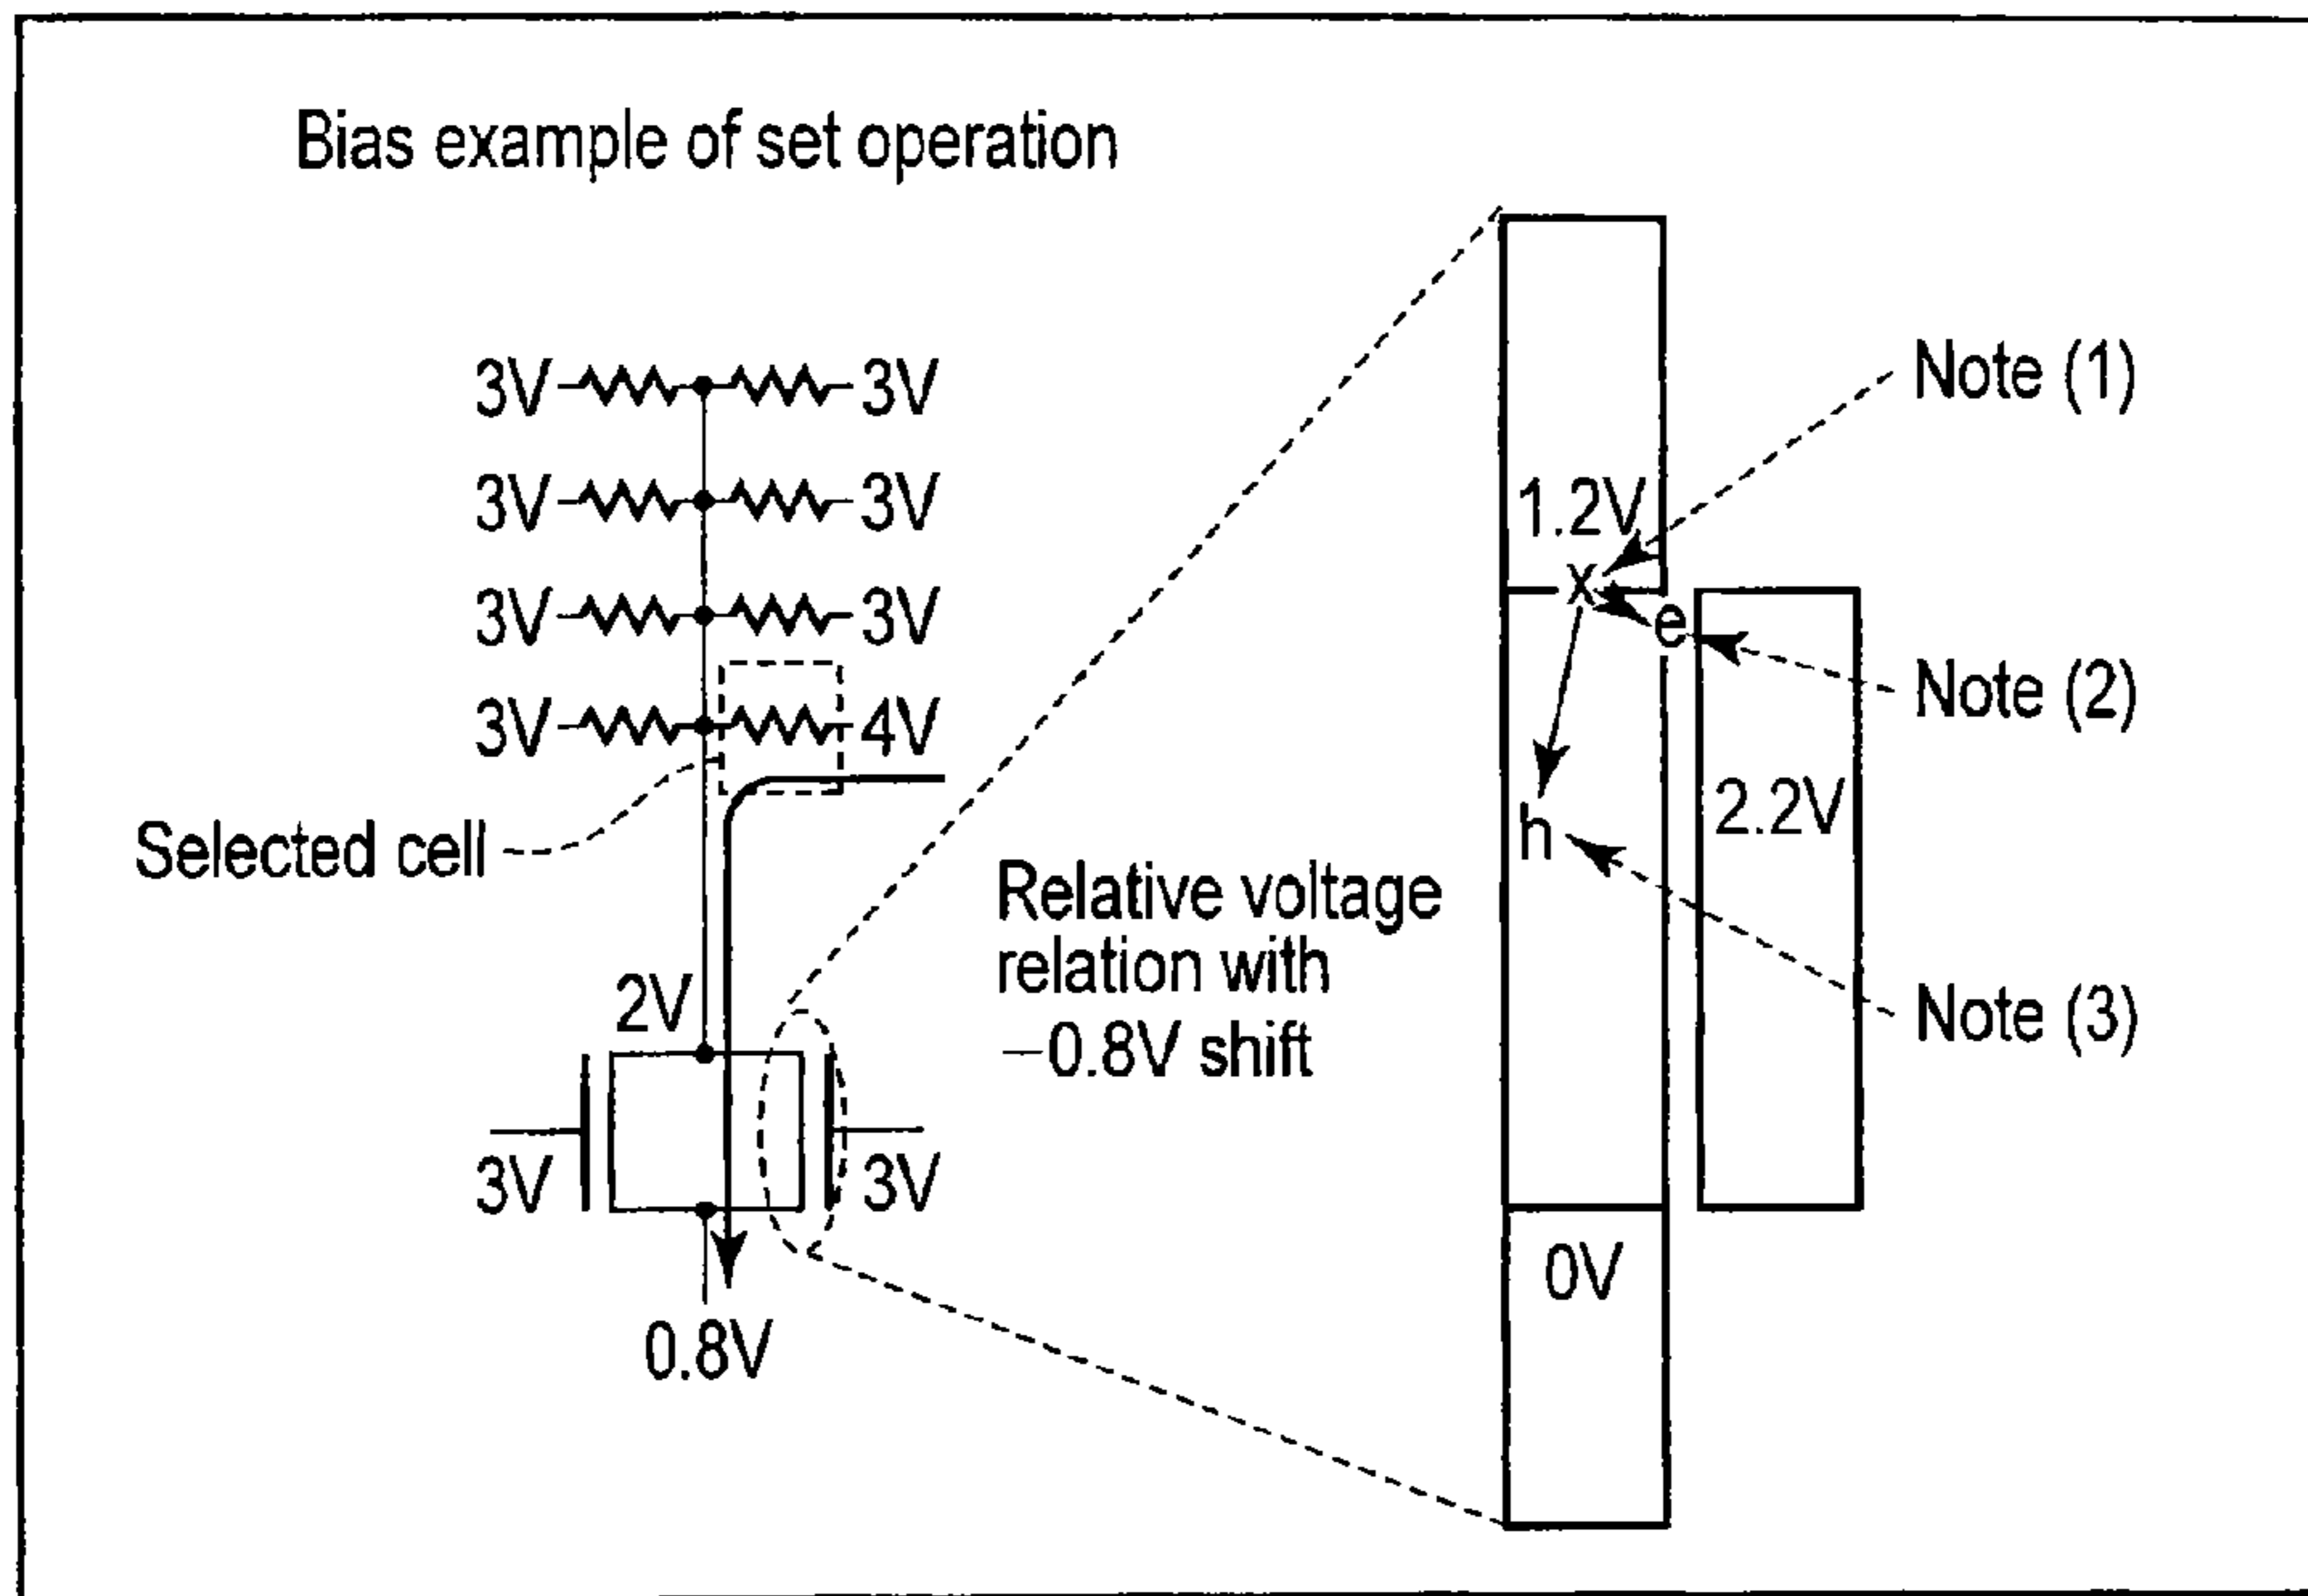 Bias example of set operation
3V 3V
3V 3V
3V 3V
3V 4V
Selected cell
2V
3V 3V
0.8V
Relative voltage
relation with
−0.8V shift
1.2V
x
e
h
2.2V
0V
Note (1)
Note (2)
Note (3)